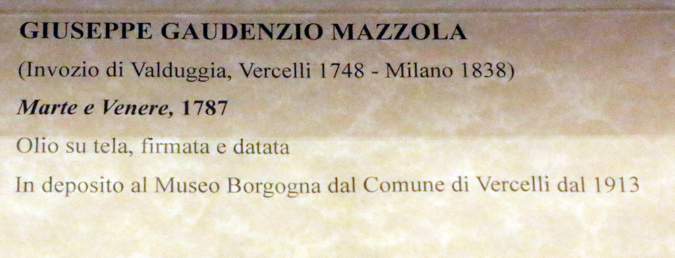 GIUSEPPE GAUDENZIO MAZZOLA
(Invozio di Valduggia, Vercelli 1748 - Milano 1838)
Marte e Venere, 1787
Olio su tela, firmata e datata
In deposito al Museo Borgogna dal Comune di Vercelli dal 1913